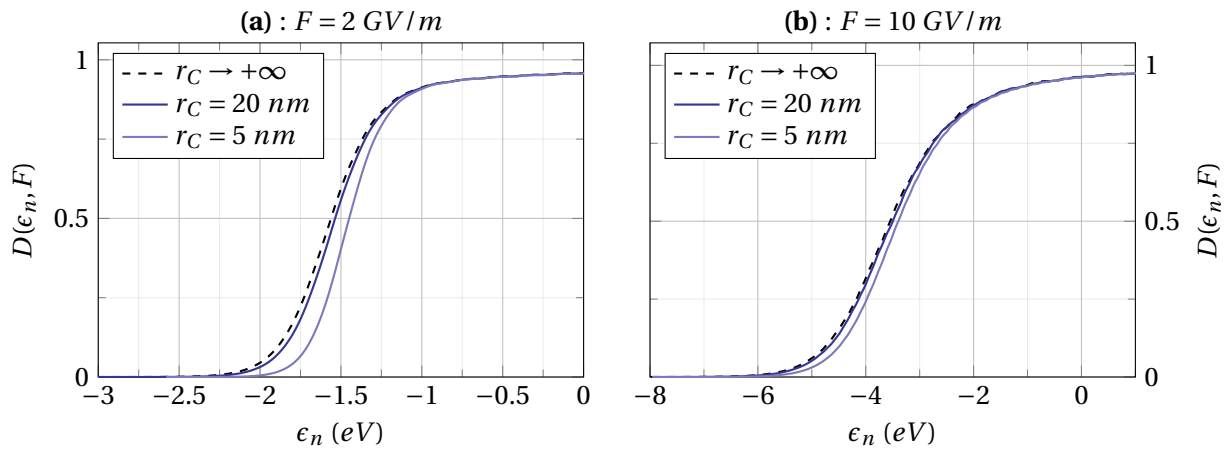 (a) : F = 2 GV/m
r_C → +∞
r_C = 20 nm
r_C = 5 nm
1
0.5
0
D(ϵ_n, F)
−3 −2.5 −2 −1.5 −1 −0.5 0
ϵ_n (eV)
(b) : F = 10 GV/m
r_C → +∞
r_C = 20 nm
r_C = 5 nm
1
0.5
0
D(ϵ_n, F)
−8 −6 −4 −2 0
ϵ_n (eV)